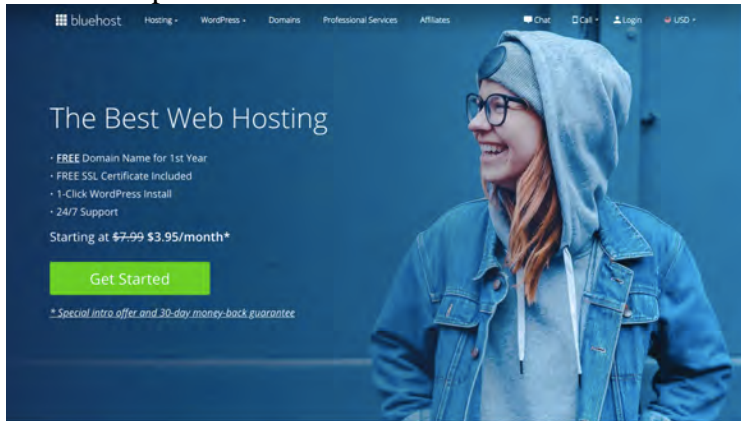 bluehost Hosting WordPress Domains Professional Services Affiliates Chat Call Login USD
The Best Web Hosting
· FREE Domain Name for 1st Year
· FREE SSL Certificate Included
· 1-Click WordPress Install
· 24/7 Support
Starting at $7.99 $3.95/month*
Get Started
* Special intro offer and 30-day money-back guarantee